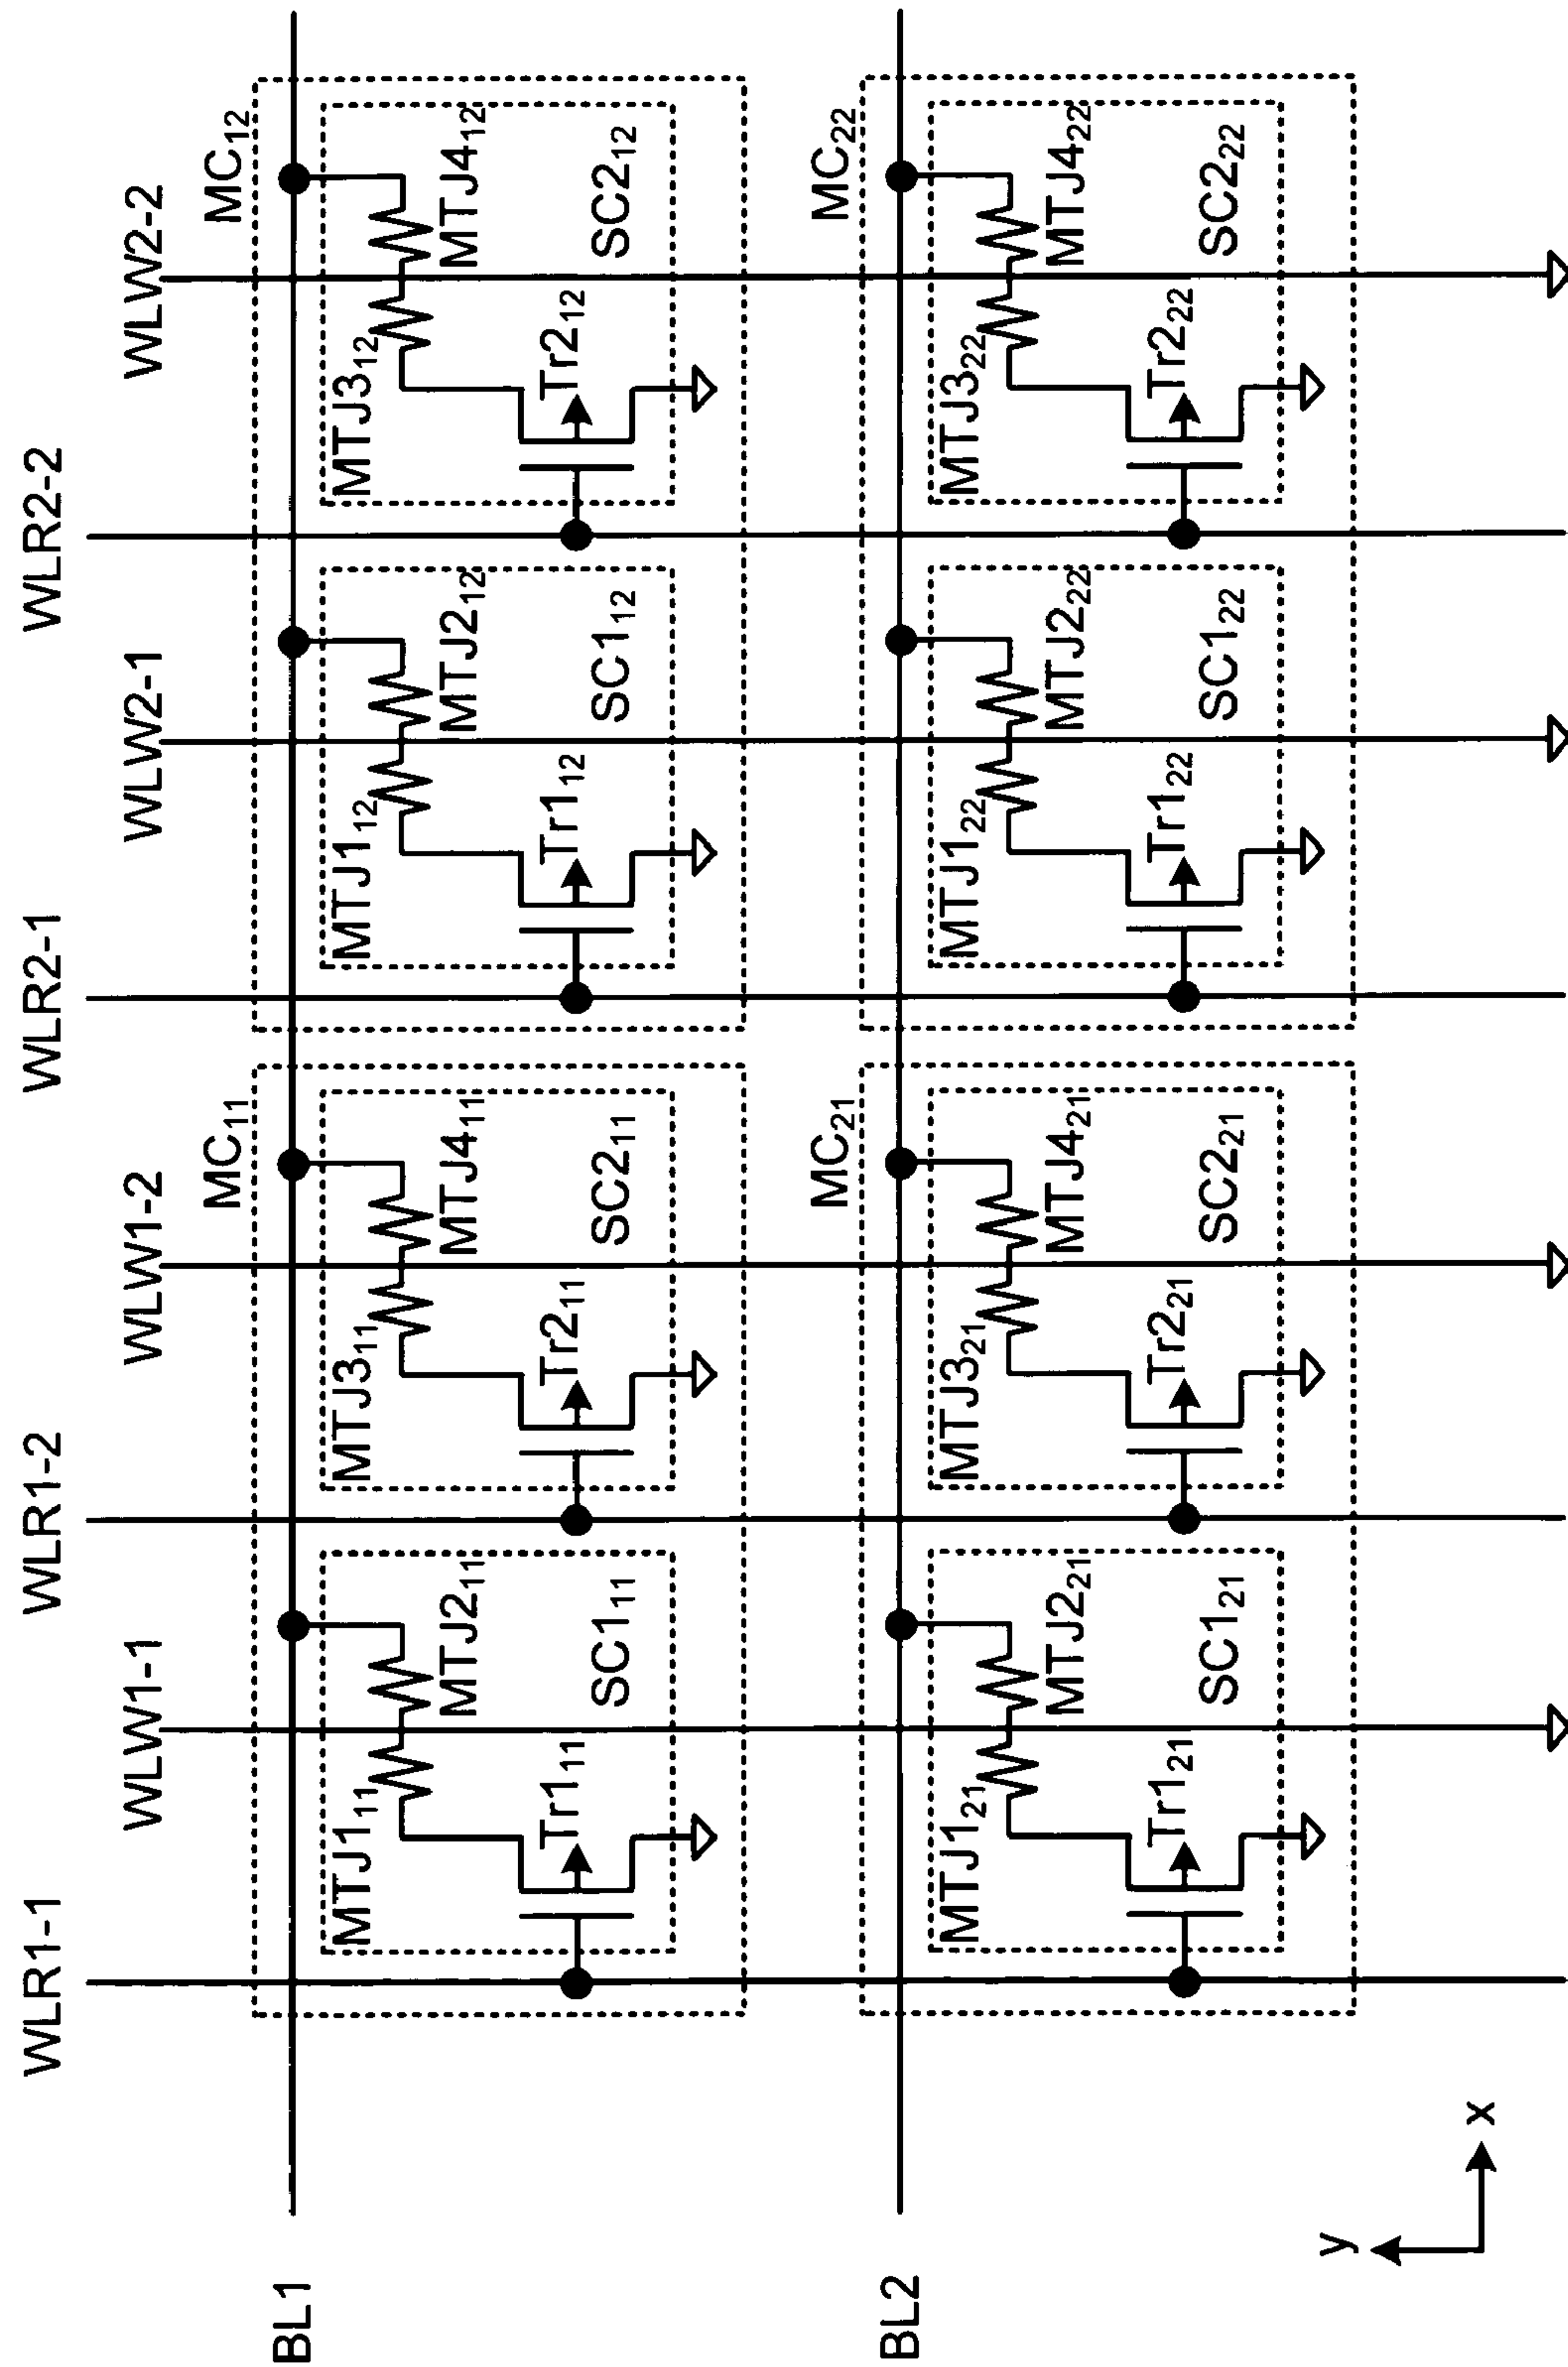 WLR1-1 WLR1-2 WLR2-1 WLR2-2
WLW1-1 WLW1-2 WLW2-1 WLW2-2
MC11 MC12
BL1
MTJ111 MTJ311 MTJ112 MTJ312
MTJ211 MTJ411 MTJ212 MTJ412
Tr111 Tr211 Tr112 Tr212
SC111 SC211 SC112 SC212
MC21 MC22
BL2
MTJ121 MTJ321 MTJ122 MTJ322
MTJ221 MTJ421 MTJ222 MTJ422
Tr121 Tr221 Tr122 Tr222
SC121 SC221 SC122 SC222
y
x